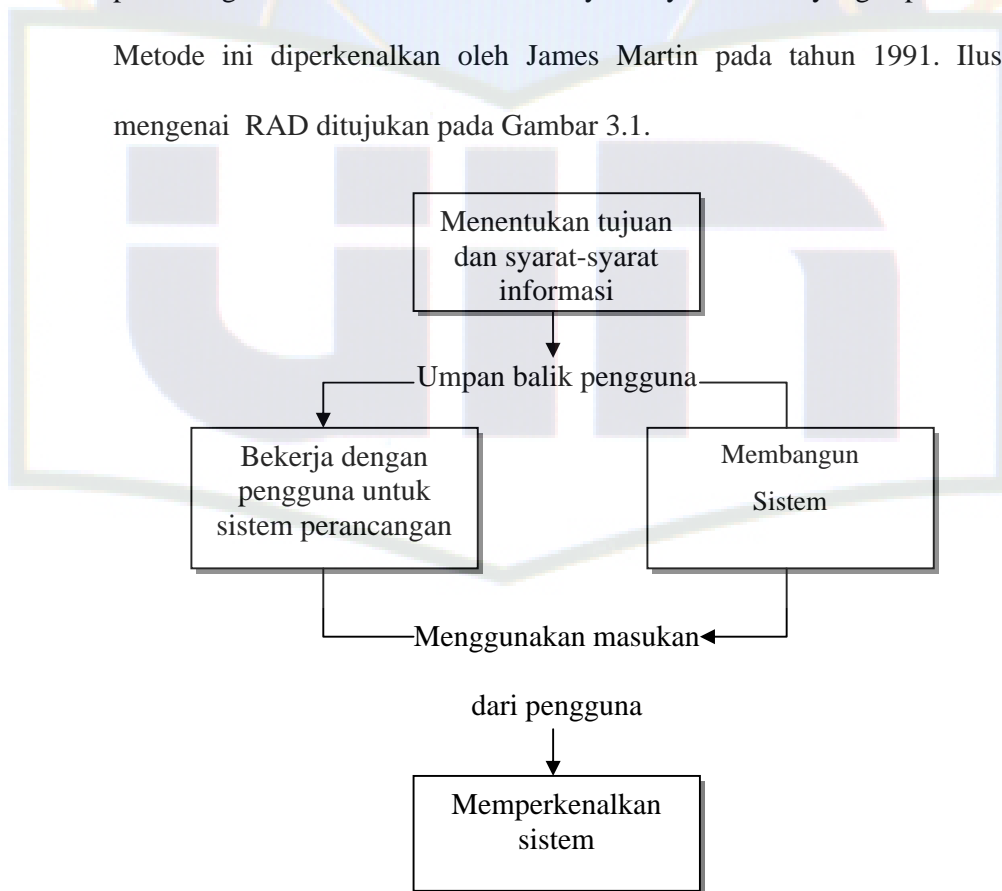 Metode ini diperkenalkan oleh James Martin pada tahun 1991. Ilus
mengenai RAD ditujukan pada Gambar 3.1.
Menentukan tujuan
dan syarat-syarat
informasi
Umpan balik pengguna
Bekerja dengan
pengguna untuk
sistem perancangan
Membangun
Sistem
Menggunakan masukan
dari pengguna
Memperkenalkan
sistem